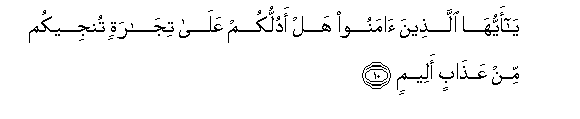 يَـٰٓأَيُّهَا ٱلَّذِينَ ءَامَنُوا۟ هَلْ أَدُلُّكُمْ عَلَىٰ تِجَـٰرَةٍۢ تُنجِيكُم
مِّنْ عَذَابٍ أَلِيمٍۢ ١٠